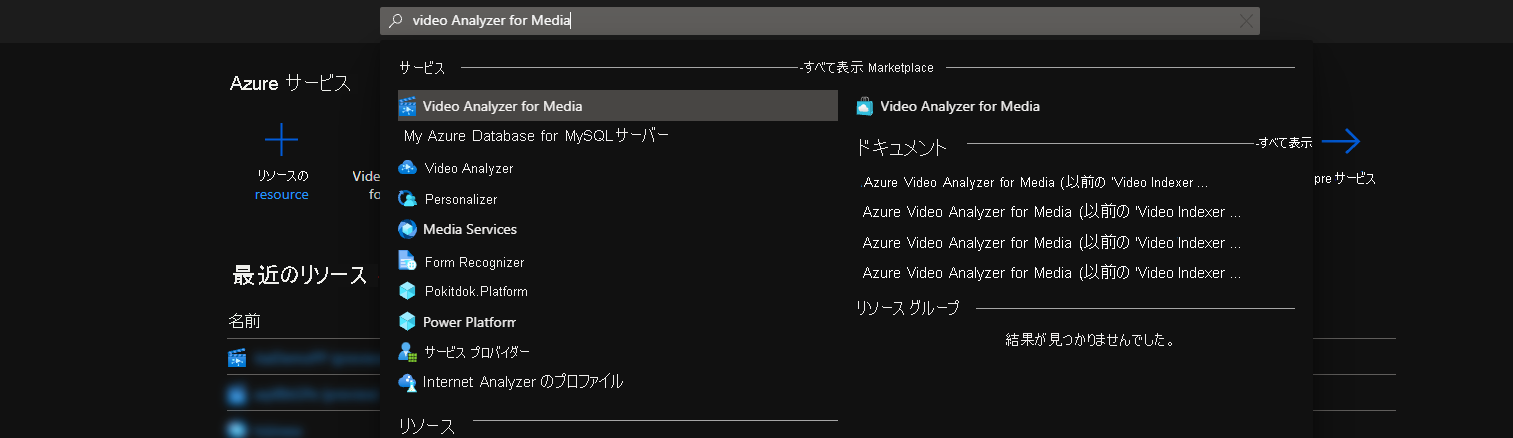 video Analyzer for Media
サービス
-すべて表示 Marketplace
Video Analyzer for Media
My Azure Database for MySQLサーバー
Video Analyzer
Personalizer
Media Services
Form Recognizer
Pokitdok.Platform
Power Platform
サービス プロバイダー
Internet Analyzer のプロファイル
リソース
Video Analyzer for Media
ドキュメント
-すべて表示
Azure Video Analyzer for Media (以前の 'Video Indexer ...
Azure Video Analyzer for Media (以前の 'Video Indexer ...
Azure Video Analyzer for Media (以前の 'Video Indexer ...
Azure Video Analyzer for Media (以前の 'Video Indexer ...
リソース グループ
結果が見つかりませんでした。
Azure サービス
リソースの
resource
Vide
fo
pre サービス
最近のリソース
名前